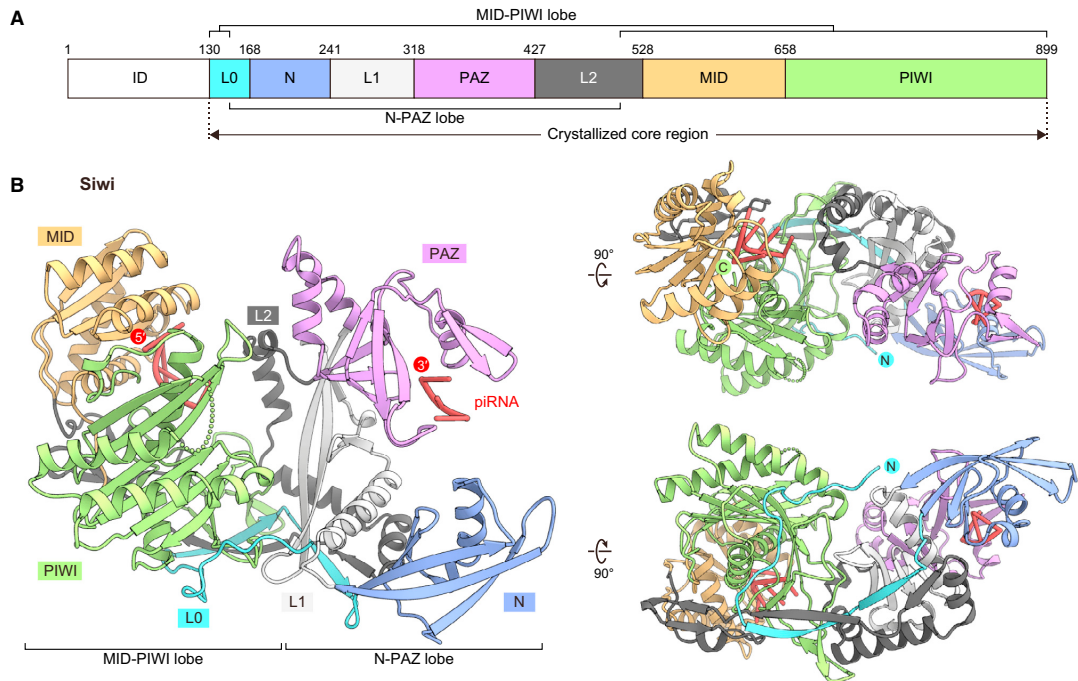 A
MID-PIWI lobe
1 130 168 241 318 427 528 658 899
ID L0 N L1 PAZ L2 MID PIWI
N-PAZ lobe
Crystallized core region
B Siwi
MID
PAZ
L2
5′
3′
piRNA
PIWI
L0
L1
N
MID-PIWI lobe
N-PAZ lobe
90°
C
N
N
90°